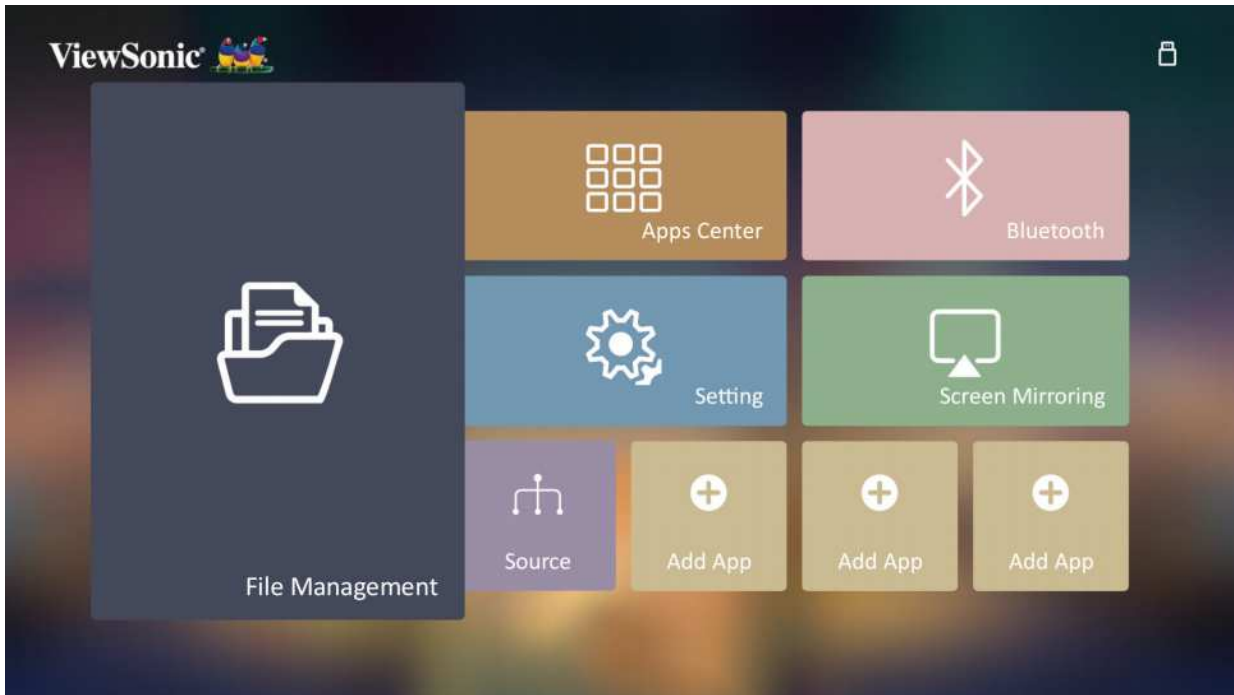 ViewSonic®
Apps Center
Bluetooth
Setting
Screen Mirroring
Source
Add App
Add App
Add App
File Management